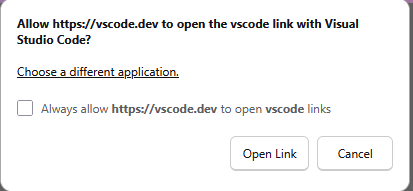 Allow https://vscode.dev to open the vscode link with Visual
Studio Code?
Choose a different application.
Always allow https://vscode.dev to open vscode links
Open Link
Cancel